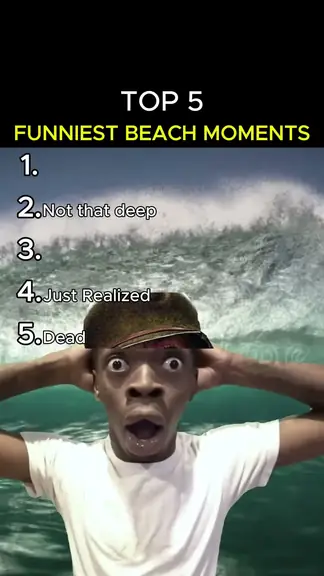 TOP 5
FUNNIEST BEACH MOMENTS
1.
2. Not that deep
3.
4. Just Realized
5. Dead